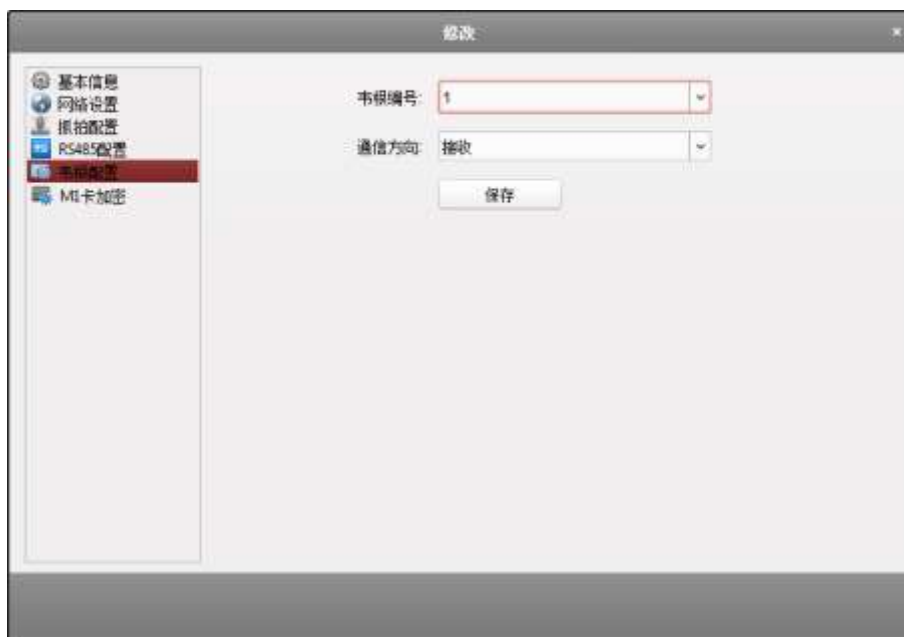 修改
×
基本信息
网络设置
抓拍配置
RS485配置
韦根配置
M1卡加密
韦根编号: 1
通信方向: 接收
保存